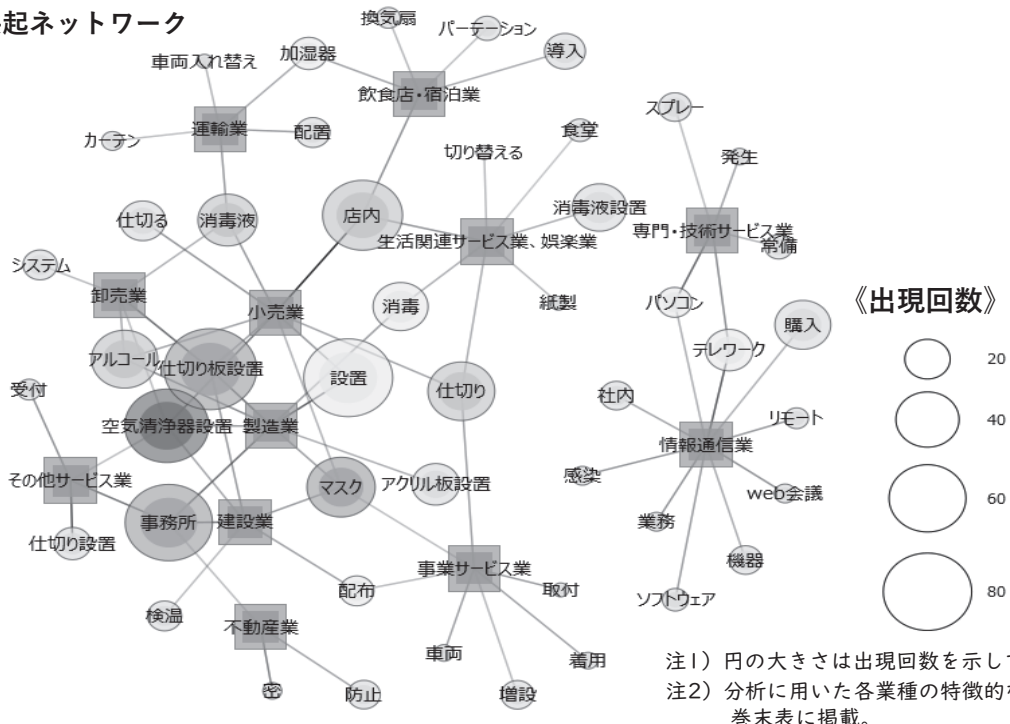 起ネットワーク
換気扇
パーテーション
車両入れ替え
加湿器
導入
飲食店・宿泊業
スプレー
運輸業
配置
食堂
カーテン
切り替える
発生
仕切る
消毒液
店内
消毒液設置
専門・技術サービス業
生活関連サービス業、娯楽業
常備
システム
卸売業
小売業
消毒
紙製
パソコン
購入
《出現回数》
テレワーク
20
アルコール
仕切り板設置
設置
仕切り
受付
社内
リモート
40
空気清浄器設置
製造業
情報通信業
その他サービス業
マスク
アクリル板設置
感染
web会議
60
事務所
建設業
業務
仕切り設置
機器
事業サービス業
配布
取付
ソフトウェア
80
検温
不動産業
車両
着用
密
防止
増設
注1）円の大きさは出現回数を示して
注2）分析に用いた各業種の特徴的な
巻末表に掲載。